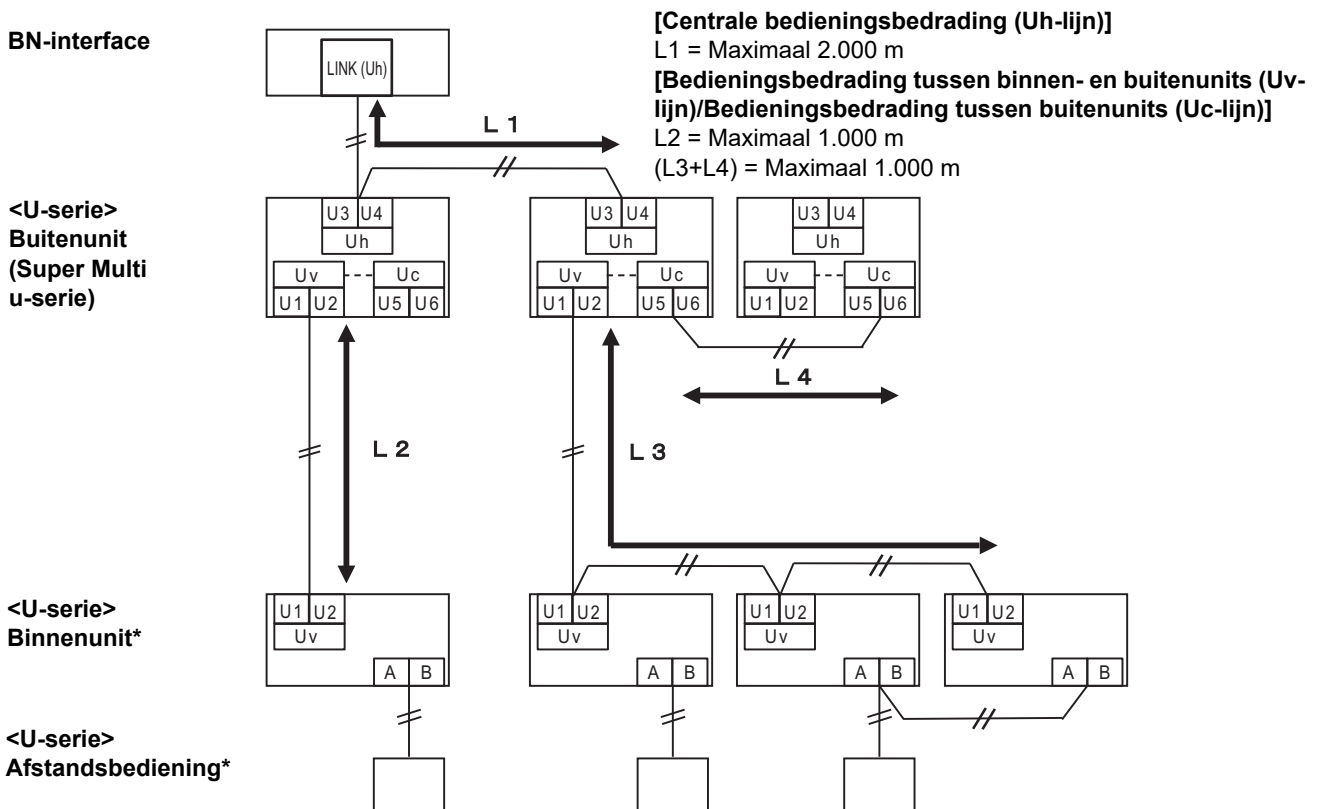 BN-interface
LINK (Uh)
[Centrale bedieningsbedrading (Uh-lijn)]
L1 = Maximaal 2.000 m
[Bedieningsbedrading tussen binnen- en buitenunits (Uv-
lijn)/Bedieningsbedrading tussen buitenunits (Uc-lijn)]
L2 = Maximaal 1.000 m
(L3+L4) = Maximaal 1.000 m
L 1
<U-serie>
Buitenunit
(Super Multi
u-serie)
U3 U4
Uh
Uv Uc
U1 U2 U5 U6
U3 U4
Uh
Uv Uc
U1 U2 U5 U6
U3 U4
Uh
Uv Uc
U1 U2 U5 U6
L 4
L 2
L 3
<U-serie>
Binnenunit*
U1 U2
Uv
A B
U1 U2
Uv
A B
U1 U2
Uv
A B
U1 U2
Uv
A B
<U-serie>
Afstandsbediening*